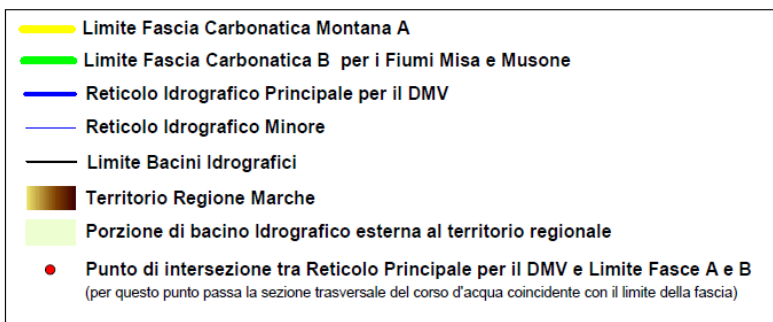 Limite Fascia Carbonatica Montana A
Limite Fascia Carbonatica B per i Fiumi Misa e Musone
Reticolo Idrografico Principale per il DMV
Reticolo Idrografico Minore
Limite Bacini Idrografici
Territorio Regione Marche
Porzione di bacino Idrografico esterna al territorio regionale
Punto di intersezione tra Reticolo Principale per il DMV e Limite Fasce A e B
(per questo punto passa la sezione trasversale del corso d'acqua coincidente con il limite della fascia)